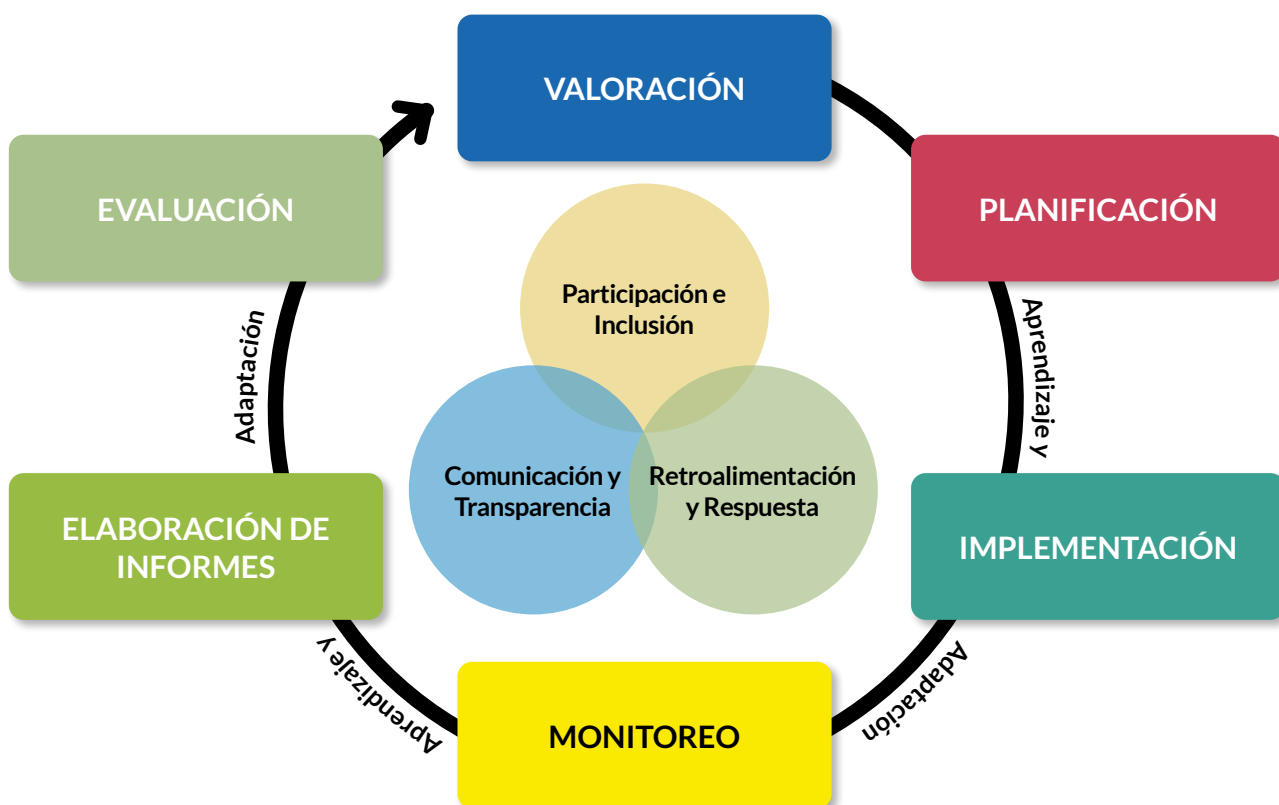 VALORACIÓN
PLANIFICACIÓN
Aprendizaje y
IMPLEMENTACIÓN
Adaptación
MONITOREO
Aprendizaje y
ELABORACIÓN DE
INFORMES
Adaptación
EVALUACIÓN
Participación e
Inclusión
Comunicación y
Transparencia
Retroalimentación
y Respuesta